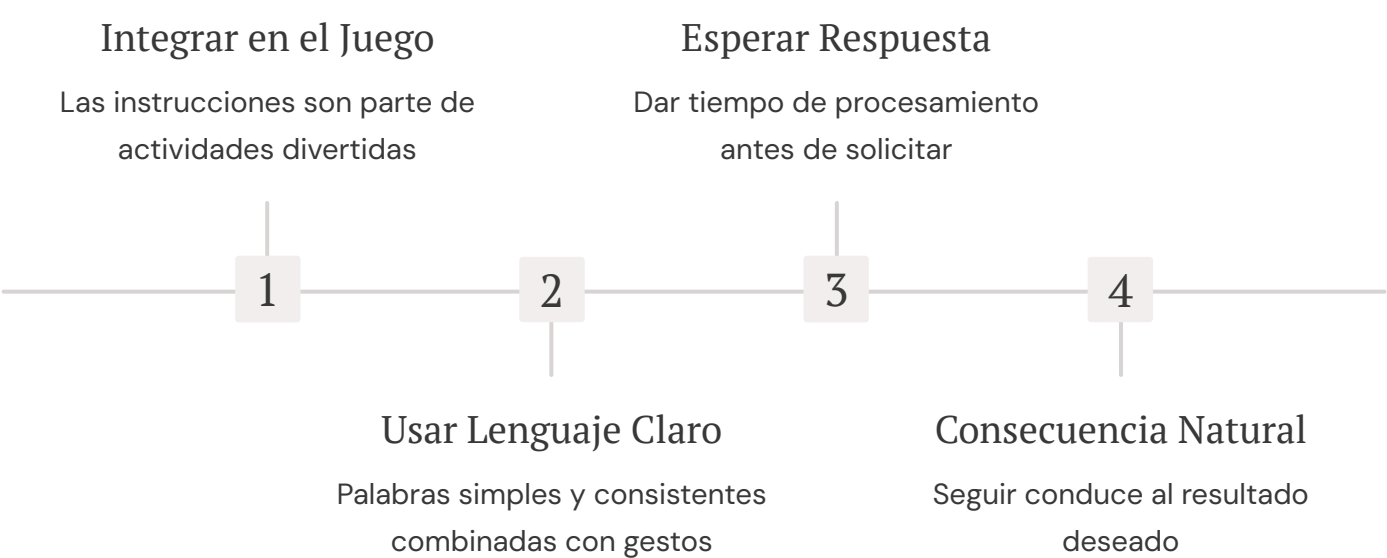 Integrar en el Juego
Las instrucciones son parte de
actividades divertidas
Esperar Respuesta
Dar tiempo de procesamiento
antes de solicitar
1
2
3
4
Usar Lenguaje Claro
Palabras simples y consistentes
combinadas con gestos
Consecuencia Natural
Seguir conduce al resultado
deseado